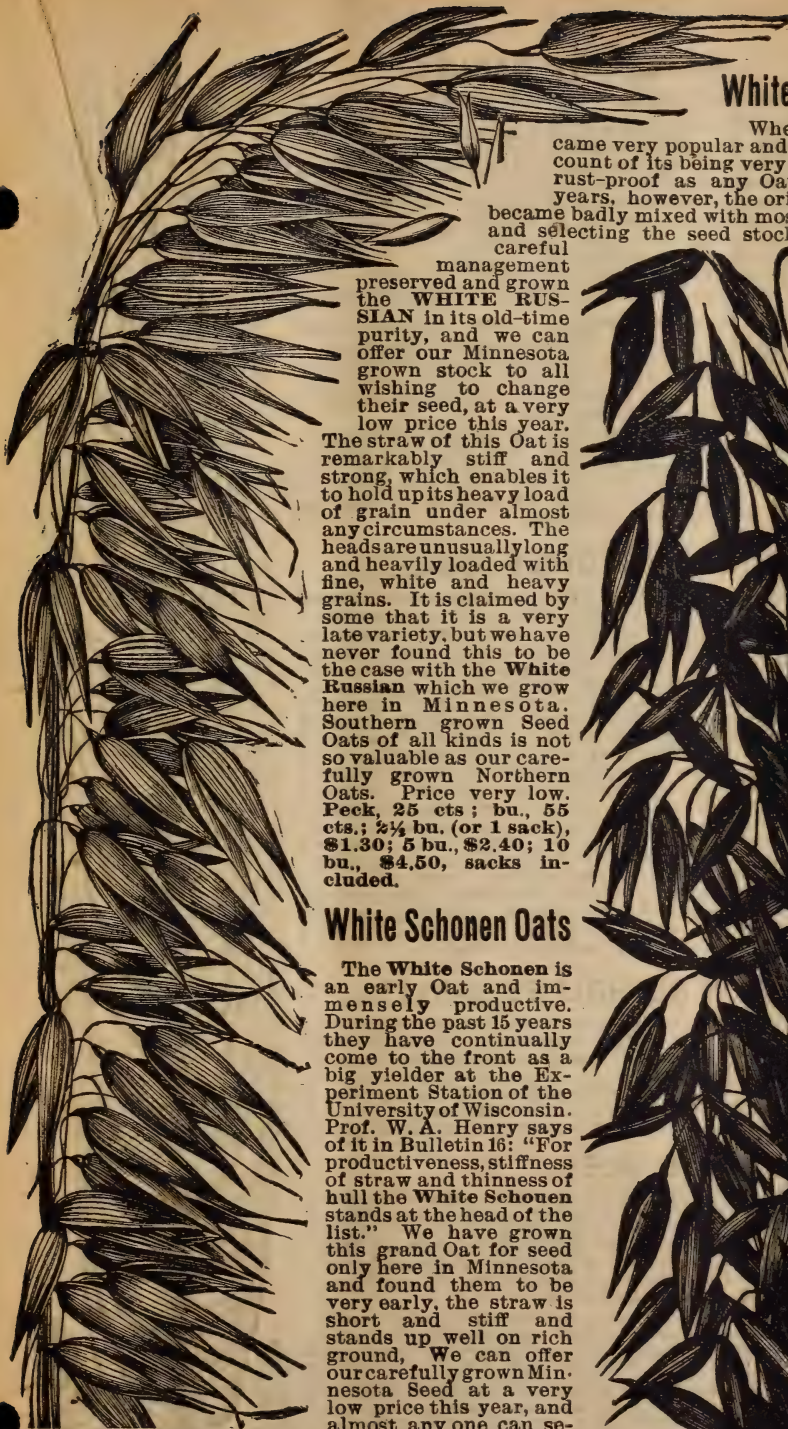 White
Whe
came very popular and
count of its being very
rust-proof as any Oa
years, however, the ori
became badly mixed with mos
and selecting the seed stock
careful
management
preserved and grown
the WHITE RUS-
SIAN in its old-time
purity, and we can
offer our Minnesota
grown stock to all
wishing to change
their seed, at a very
low price this year.
The straw of this Oat is
remarkably stiff and
strong, which enables it
to hold up its heavy load
of grain under almost
any circumstances. The
heads are unusually long
and heavily loaded with
fine, white and heavy
grains. It is claimed by
some that it is a very
late variety, but we have
never found this to be
the case with the White
Russian which we grow
here in Minnesota.
Southern grown Seed
Oats of all kinds is not
so valuable as our care-
fully grown Northern
Oats. Price very low.
Peck, 25 cts; bu., 55
cts.; 2½ bu. (or 1 sack),
$1.30; 5 bu., $2.40; 10
bu., $4.50, sacks in-
cluded.
White Schonen Oats
The White Schonen is
an early Oat and im-
mensely productive.
During the past 15 years
they have continually
come to the front as a
big yielder at the Ex-
periment Station of the
University of Wisconsin.
Prof. W. A. Henry says
of it in Bulletin 16: "For
productiveness, stiffness
of straw and thinness of
hull the White Schonen
stands at the head of the
list." We have grown
this grand Oat for seed
only here in Minnesota
and found them to be
very early, the straw is
short and stiff and
stands up well on rich
ground, We can offer
our carefully grown Min-
nesota Seed at a very
low price this year, and
almost any one can se-